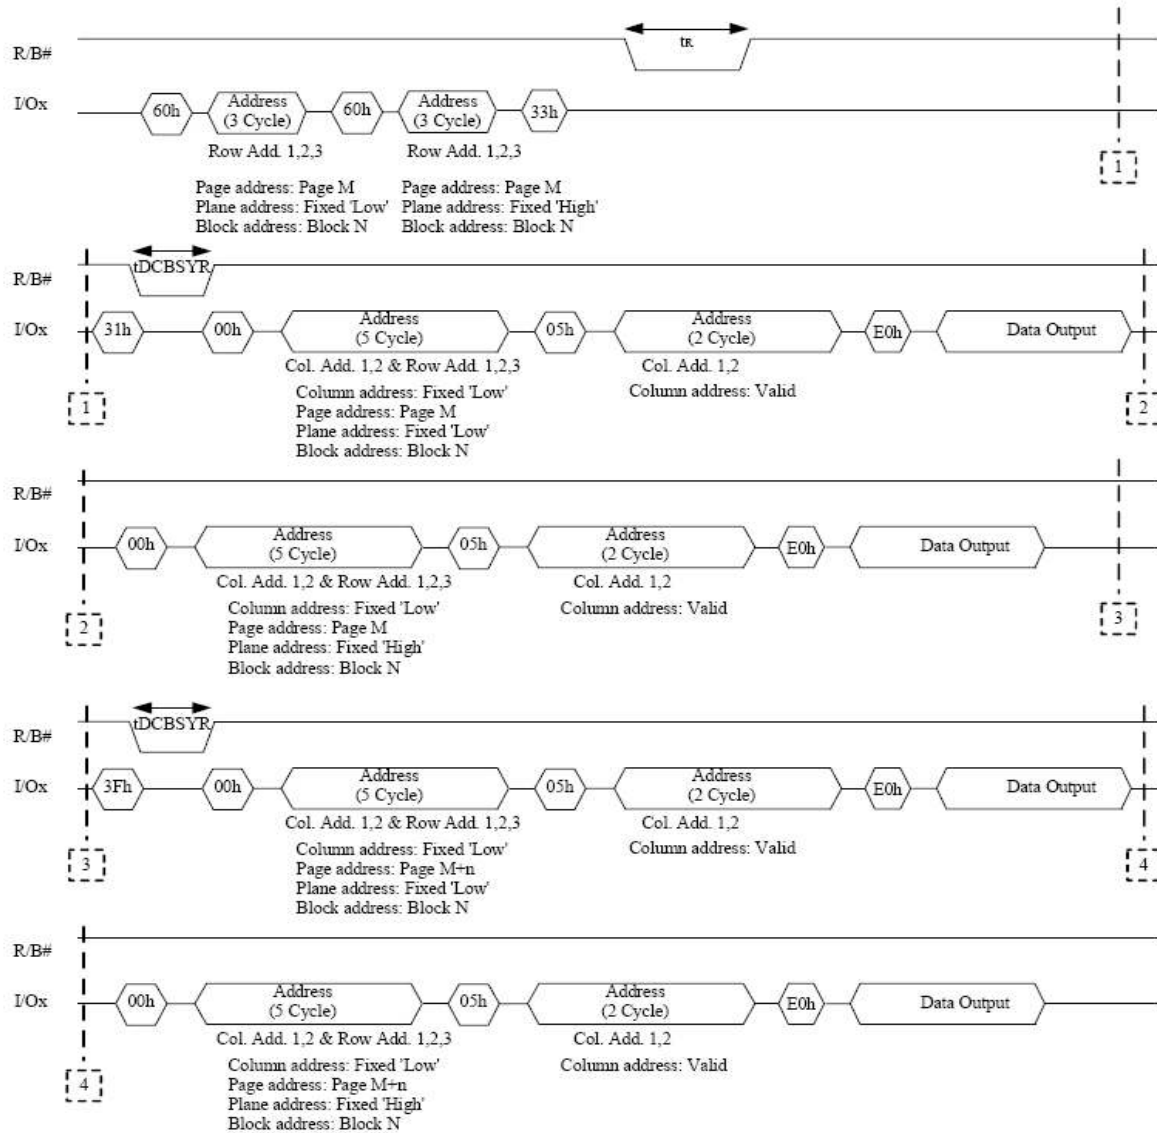 R/B#
tR
I/Ox
60h
Address
(3 Cycle)
60h
Address
(3 Cycle)
33h
Row Add. 1,2,3
Row Add. 1,2,3
Page address: Page M
Plane address: Fixed 'Low'
Block address: Block N
Page address: Page M
Plane address: Fixed 'High'
Block address: Block N
1
tDCBSYR
R/B#
I/Ox
31h
00h
Address
(5 Cycle)
05h
Address
(2 Cycle)
E0h
Data Output
Col. Add. 1,2 & Row Add. 1,2,3
Col. Add. 1,2
Column address: Fixed 'Low'
Page address: Page M
Plane address: Fixed 'Low'
Block address: Block N
Column address: Valid
1
2
R/B#
I/Ox
00h
Address
(5 Cycle)
05h
Address
(2 Cycle)
E0h
Data Output
Col. Add. 1,2 & Row Add. 1,2,3
Col. Add. 1,2
Column address: Fixed 'Low'
Page address: Page M
Plane address: Fixed 'High'
Block address: Block N
Column address: Valid
2
3
tDCBSYR
R/B#
I/Ox
3Fh
00h
Address
(5 Cycle)
05h
Address
(2 Cycle)
E0h
Data Output
Col. Add. 1,2 & Row Add. 1,2,3
Col. Add. 1,2
Column address: Fixed 'Low'
Page address: Page M+n
Plane address: Fixed 'Low'
Block address: Block N
Column address: Valid
3
4
R/B#
I/Ox
00h
Address
(5 Cycle)
05h
Address
(2 Cycle)
E0h
Data Output
Col. Add. 1,2 & Row Add. 1,2,3
Col. Add. 1,2
Column address: Fixed 'Low'
Page address: Page M+n
Plane address: Fixed 'High'
Block address: Block N
Column address: Valid
4